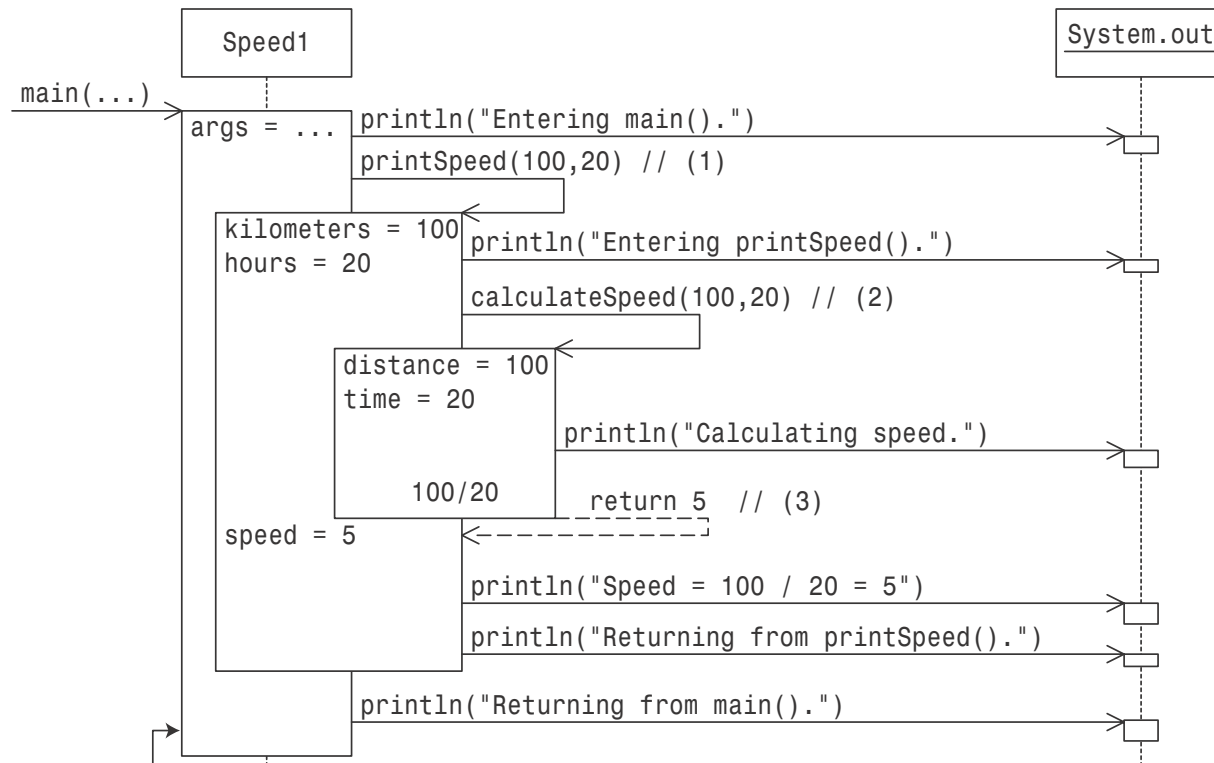 Speed1
System.out
main(...)
args = ...
println("Entering main().")
printSpeed(100,20) // (1)
kilometers = 100
hours = 20
println("Entering printSpeed().")
calculateSpeed(100,20) // (2)
distance = 100
time = 20
println("Calculating speed.")
100/20
return 5 // (3)
speed = 5
println("Speed = 100 / 20 = 5")
println("Returning from printSpeed().")
println("Returning from main().")